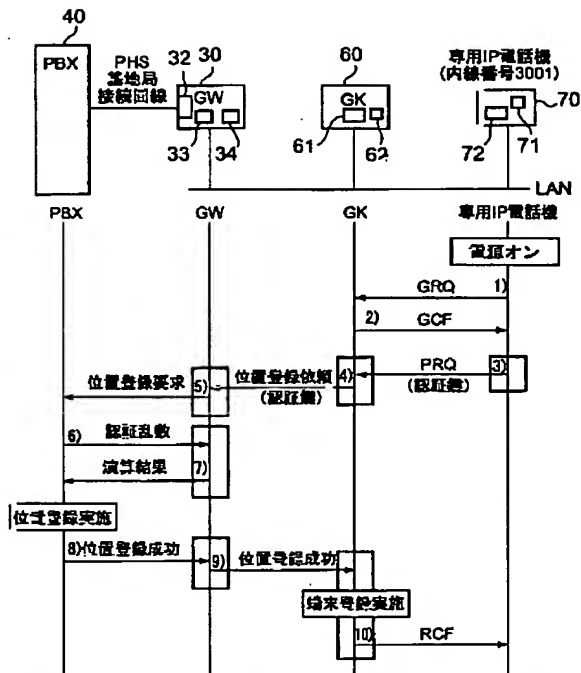 40
PBX
PHS
基地局
接続回線
32
30
GW
33
34
60
GK
61
62
専用IP電話機
(内線番号3001)
70
72
71
LAN
PBX
GW
GK
専用IP電話機
電源オン
GRQ
1)
2)
GCF
PRQ
3)
(認証鍵)
位置登録依頼
4)
(認証鍵)
位置登録要求
5)
6)
認証乱数
演算結果
7)
位置登録実施
8)位置登録成功
9)
位置登録成功
端末登録実施
10)
RCF